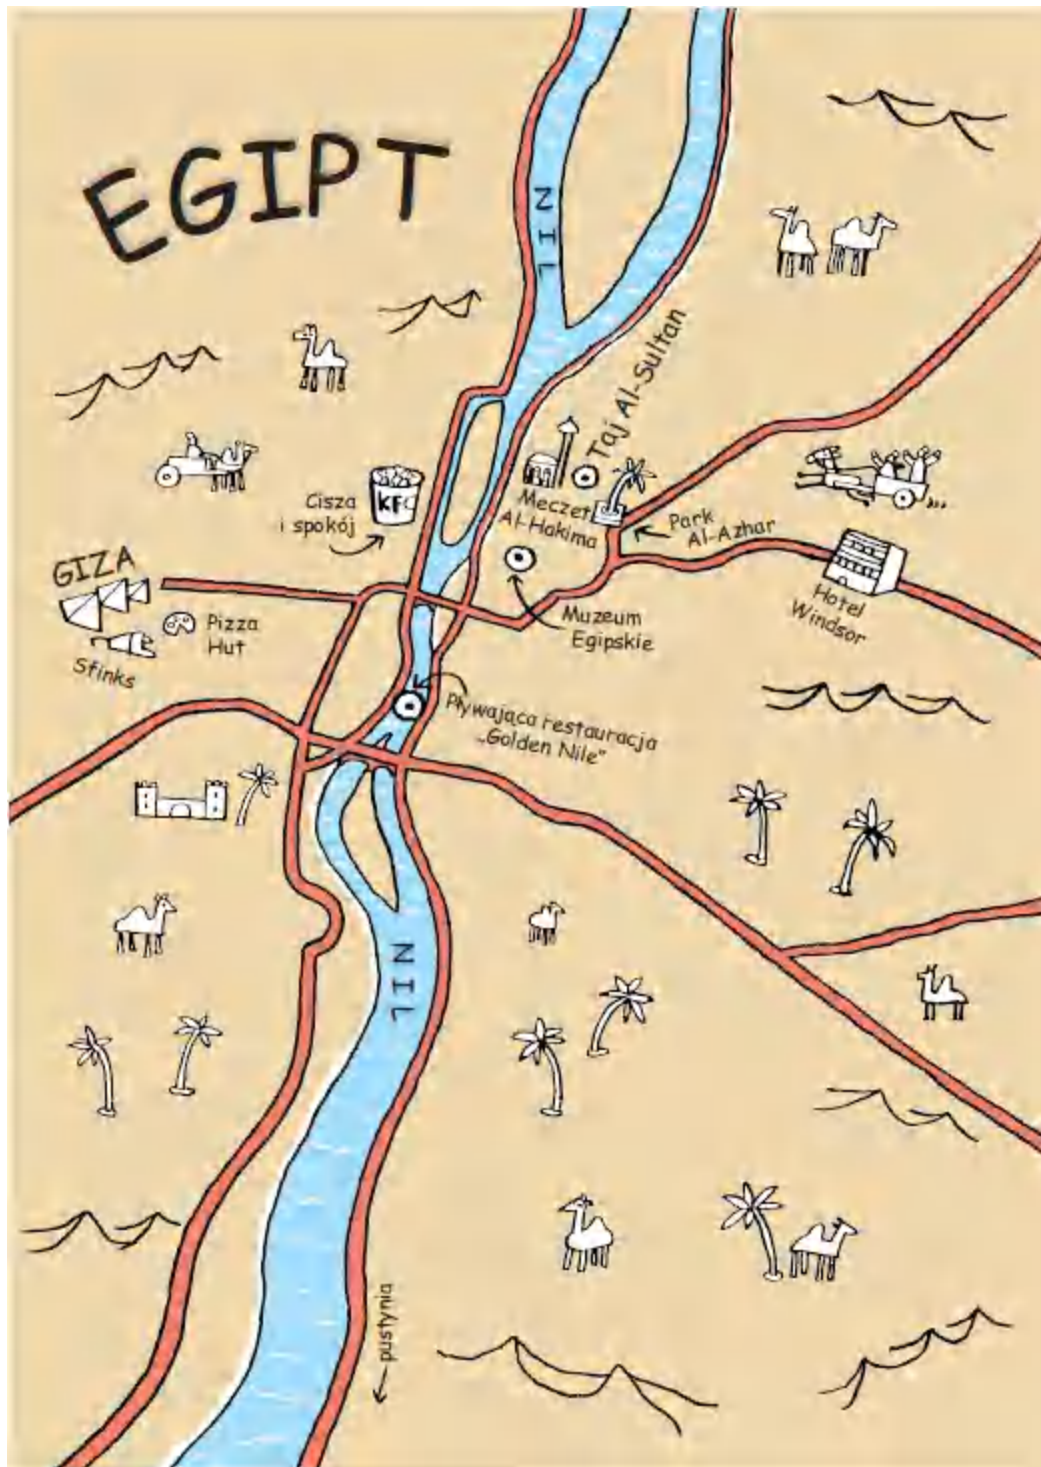 EGIPT
NIL
Taj Al-Sultan
KFC
Cisza
i spokój
Meczet
Al-Hakima
Park
Al-Azhar
GIZA
Pizza
Hut
Sfinks
Muzeum
Egipskie
Hotel
Windsor
Pływająca restauracja
„Golden Nile”
NIL
pustynia